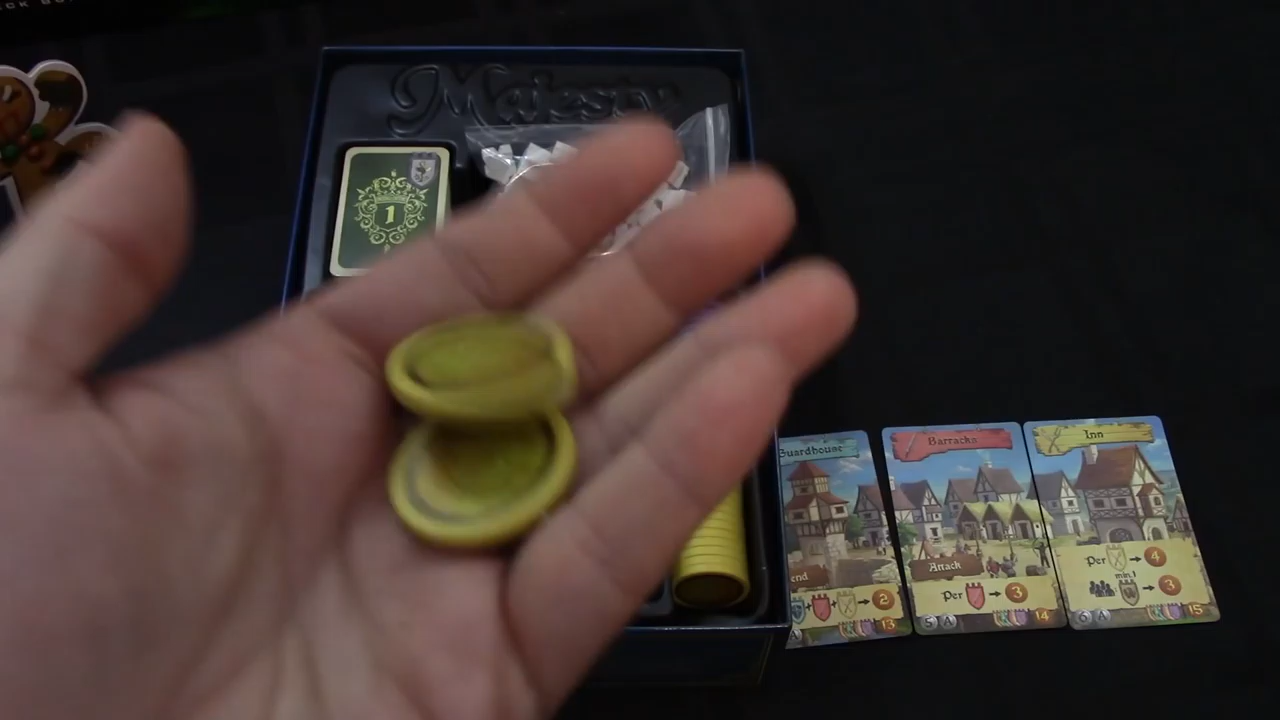 Majesty
1
Guardhouse
Barracks
Inn
end
Attack
Per 4
min.1
2
Per 3
3
13
5 A
14
6 A
15